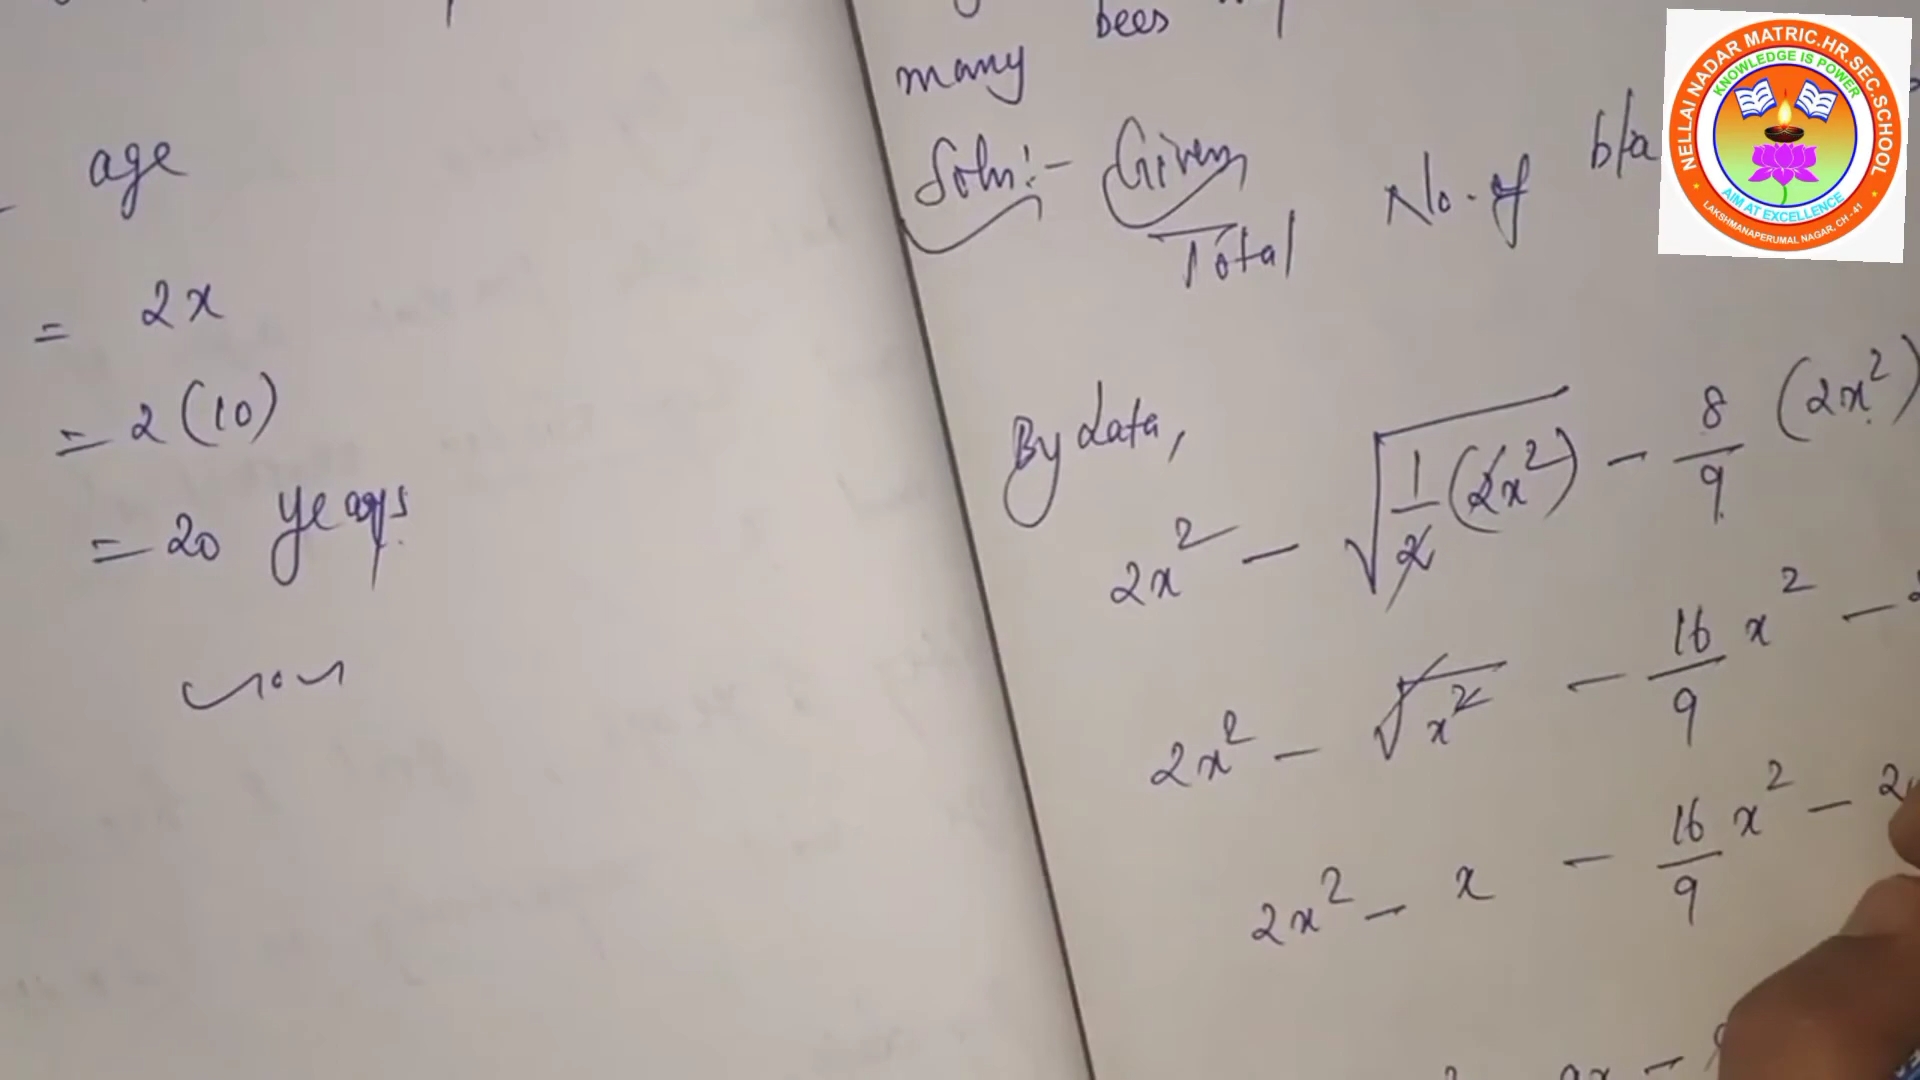 age
= 2x
= 2(10)
= 20 years
bees
many
Soln:- Given
Total No. of
By data,
2x² - √(1/2 (2x²)) - 8/9 (2x²)
2x² - √x² - 16/9 x² -
2x² - x - 16/9 x² - 2
NELLAI NADAR MATRIC.HR.SEC.SCHOOL
KNOWLEDGE IS POWER
AIM AT EXCELLENCE
LAKSHMANAPERUMAL NAGAR, CH - 41